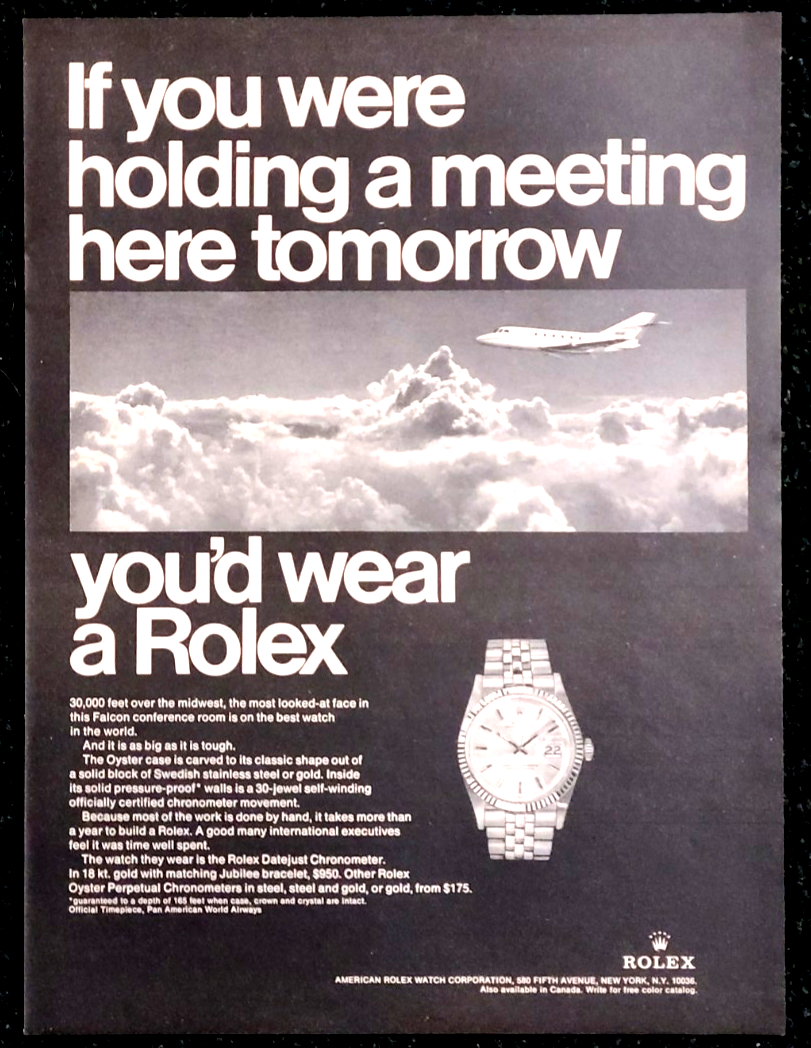 If you were
holding a meeting
here tomorrow
you'd wear
a Rolex
30,000 feet over the midwest, the most looked-at face in
this Falcon conference room is on the best watch
in the world.
And it is as big as it is tough.
The Oyster case is carved to its classic shape out of
a solid block of Swedish stainless steel or gold. Inside
its solid pressure-proof* walls is a 30-jewel self-winding
officially certified chronometer movement.
Because most of the work is done by hand, it takes more than
a year to build a Rolex. A good many international executives
feel it was time well spent.
The watch they wear is the Rolex Datejust Chronometer.
In 18 kt. gold with matching Jubilee bracelet, $950. Other Rolex
Oyster Perpetual Chronometers in steel, steel and gold, or gold, from $175.
*guaranteed to a depth of 165 feet when case, crown and crystal are intact.
Official Timepiece, Pan American World Airways
22
ROLEX
AMERICAN ROLEX WATCH CORPORATION, 580 FIFTH AVENUE, NEW YORK, N.Y. 10036.
Also available in Canada. Write for free color catalog.